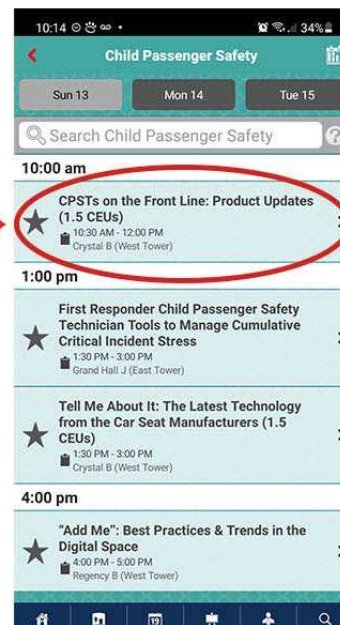 10:14
34%
Child Passenger Safety
Sun 13
Mon 14
Tue 15
Search Child Passenger Safety
?
10:00 am
CPSTs on the Front Line: Product Updates
(1.5 CEUs)
10:30 AM - 12:00 PM
Crystal B (West Tower)
1:00 pm
First Responder Child Passenger Safety
Technician Tools to Manage Cumulative
Critical Incident Stress
1:30 PM - 3:00 PM
Grand Hall J (East Tower)
Tell Me About It: The Latest Technology
from the Car Seat Manufacturers (1.5
CEUs)
1:30 PM - 3:00 PM
Crystal B (West Tower)
4:00 pm
"Add Me": Best Practices & Trends in the
Digital Space
4:00 PM - 5:00 PM
Regency B (West Tower)
19